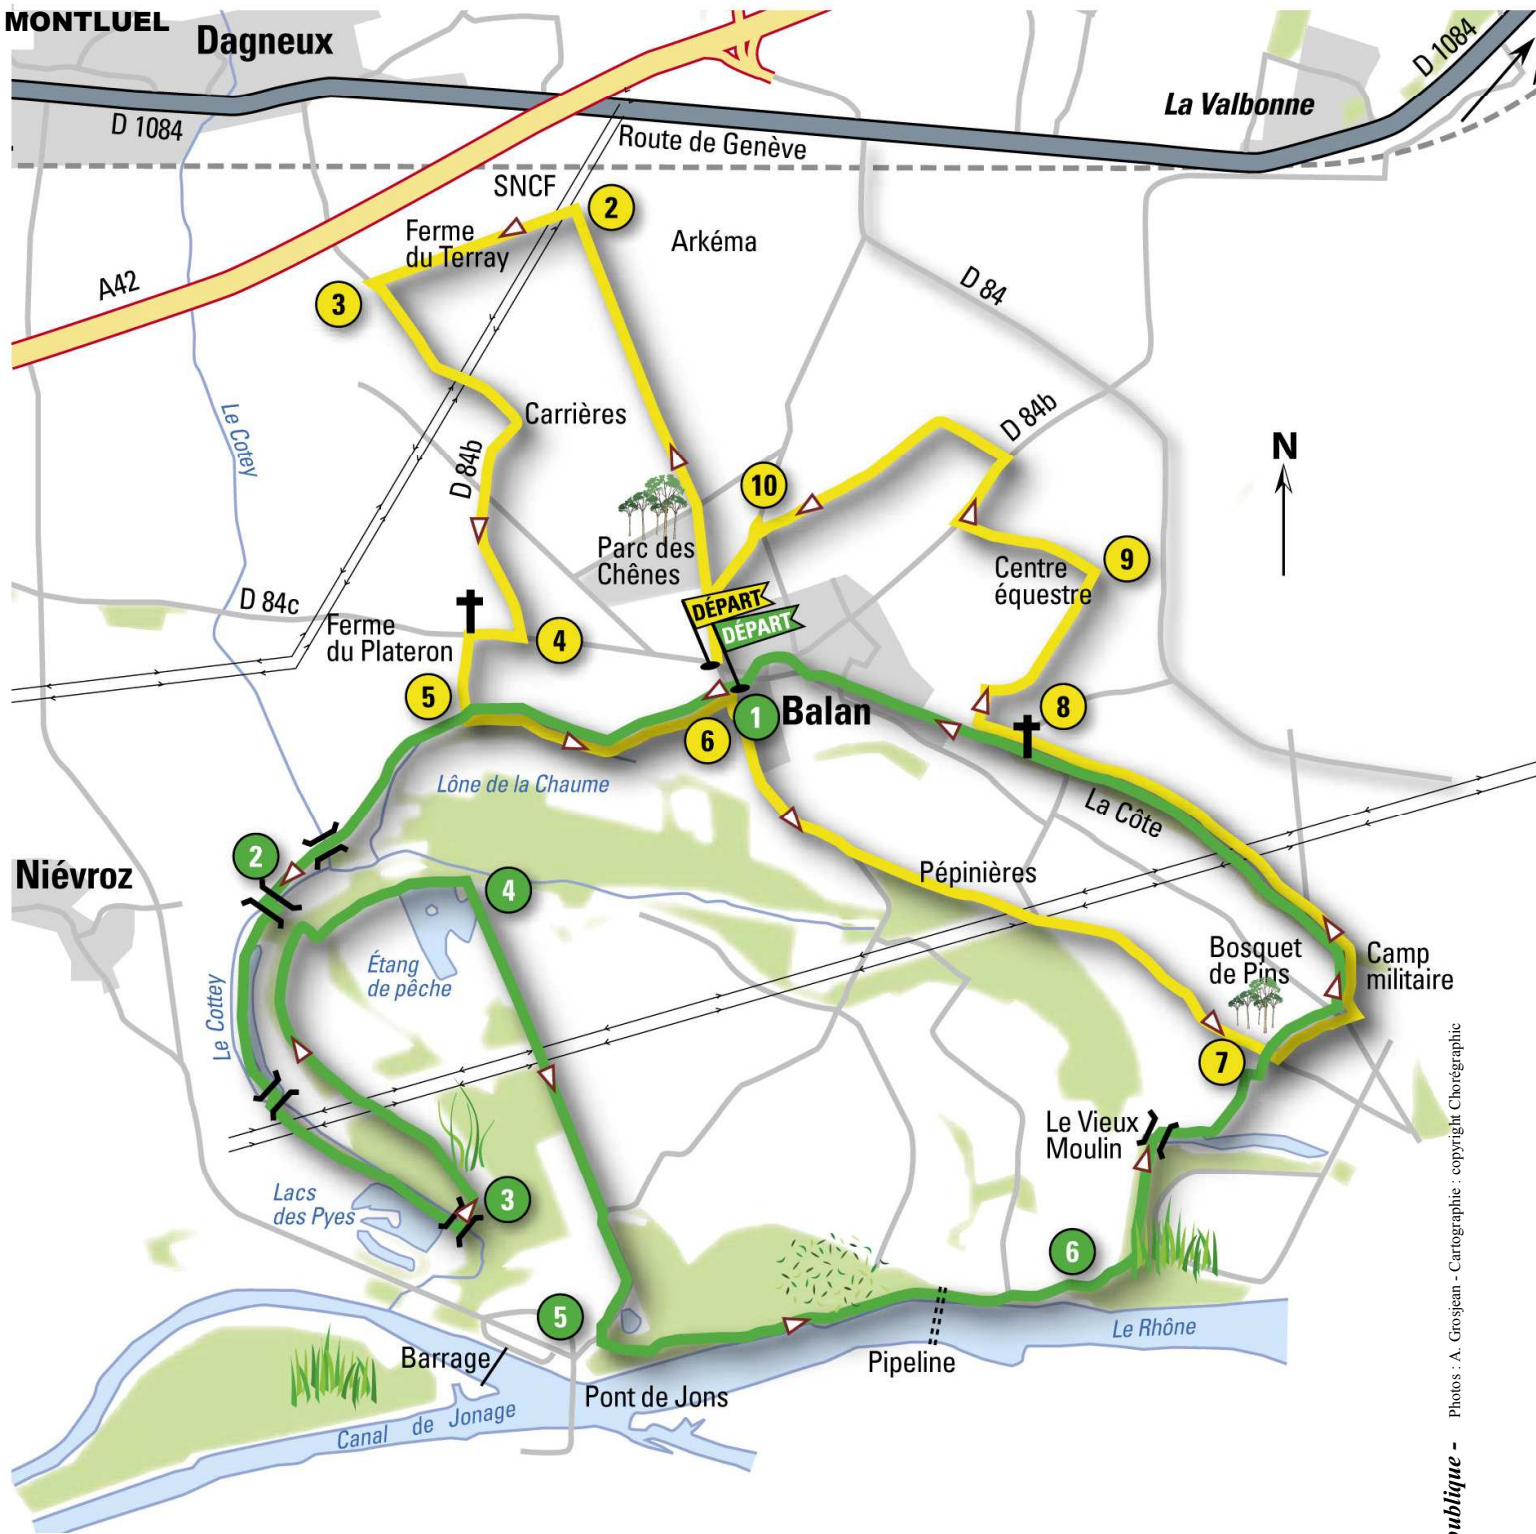 MONTLUEL
Dagneux
D 1084
La Valbonne
D 1084
Route de Genève
SNCF
2
Ferme
du Terray
Arkéma
A42
3
D 84
Le Cotey
Carrières
D 84b
D 84b
N
10
Parc des
Chênes
9
Centre
équestre
D 84c
DÉPART
DÉPART
Ferme
du Plateron
4
5
8
1
Balan
6
Lône de la Chaume
La Côte
2
Niévroz
4
Pépinières
Étang
de pêche
Bosquet
de Pins
Camp
militaire
Le Cottey
7
Le Vieux
Moulin
3
Lacs
des Pyes
6
5
Le Rhône
Barrage
Pipeline
Pont de Jons
Canal de Jonage
Photos : A. Grosjean - Cartographie : copyright Chorégraphic
publique -